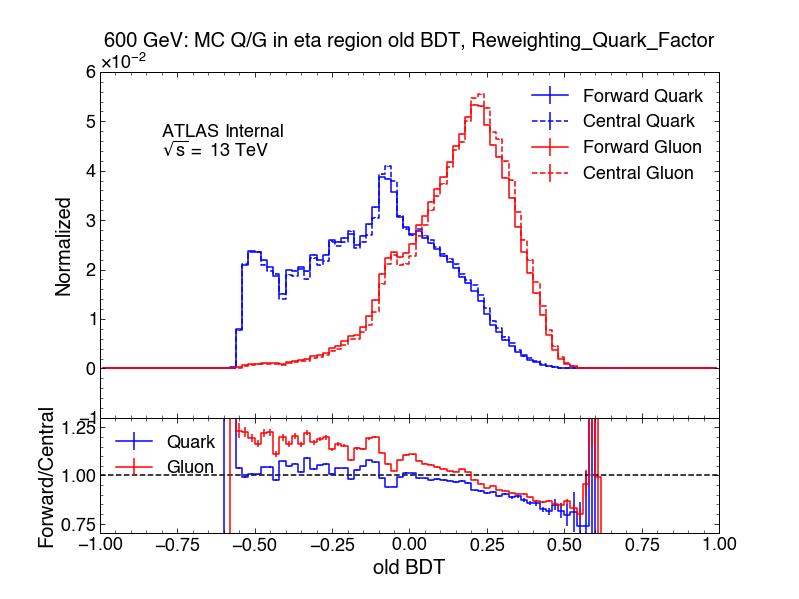 600 GeV: MC Q/G in eta region old BDT, Reweighting_Quark_Factor
×10⁻²
6
5
4
3
2
1
0
−1
Normalized
ATLAS Internal
√s = 13 TeV
Forward Quark
Central Quark
Forward Gluon
Central Gluon
1.25
1.00
0.75
Forward/Central
Quark
Gluon
−1.00 −0.75 −0.50 −0.25 0.00 0.25 0.50 0.75 1.00
old BDT